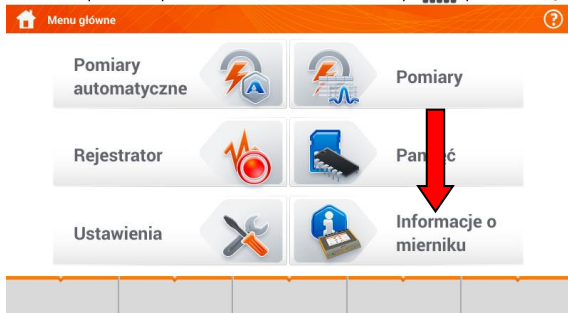 Menu główne
Pomiary
automatyczne
Pomiary
Rejestrator
Ustawienia
Informacje o
mierniku